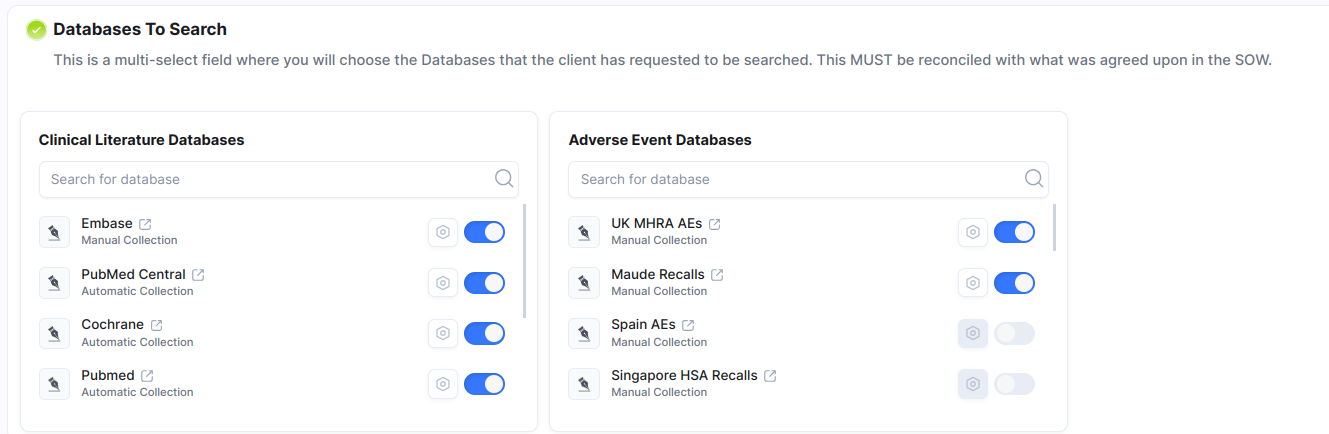 Databases To Search
This is a multi-select field where you will choose the Databases that the client has requested to be searched. This MUST be reconciled with what was agreed upon in the SOW.
Clinical Literature Databases
Search for database
Embase
Manual Collection
PubMed Central
Automatic Collection
Cochrane
Automatic Collection
Pubmed
Automatic Collection
Adverse Event Databases
Search for database
UK MHRA AEs
Manual Collection
Maude Recalls
Manual Collection
Spain AEs
Manual Collection
Singapore HSA Recalls
Manual Collection